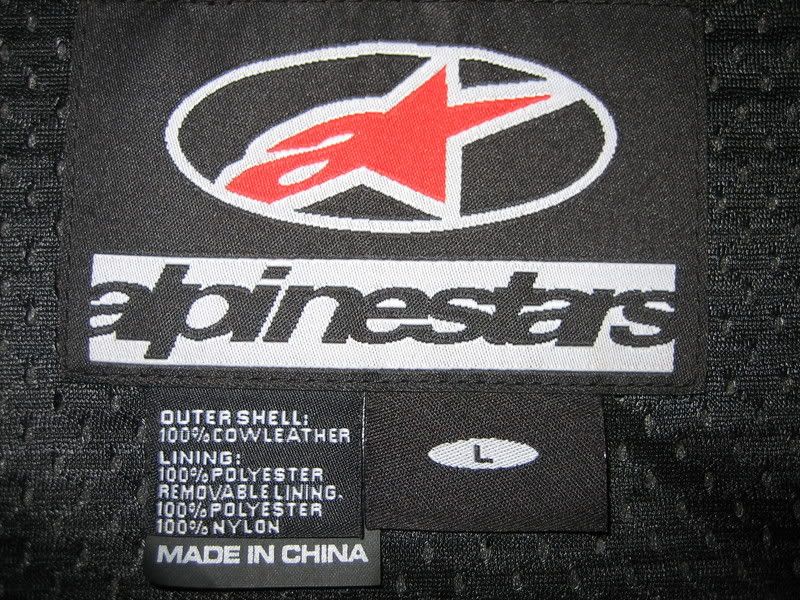 alpinestars
OUTER SHELL:
100% COWLEATHER
LINING:
100% POLYESTER
REMOVABLE LINING.
100% POLYESTER
100% NYLON
L
MADE IN CHINA